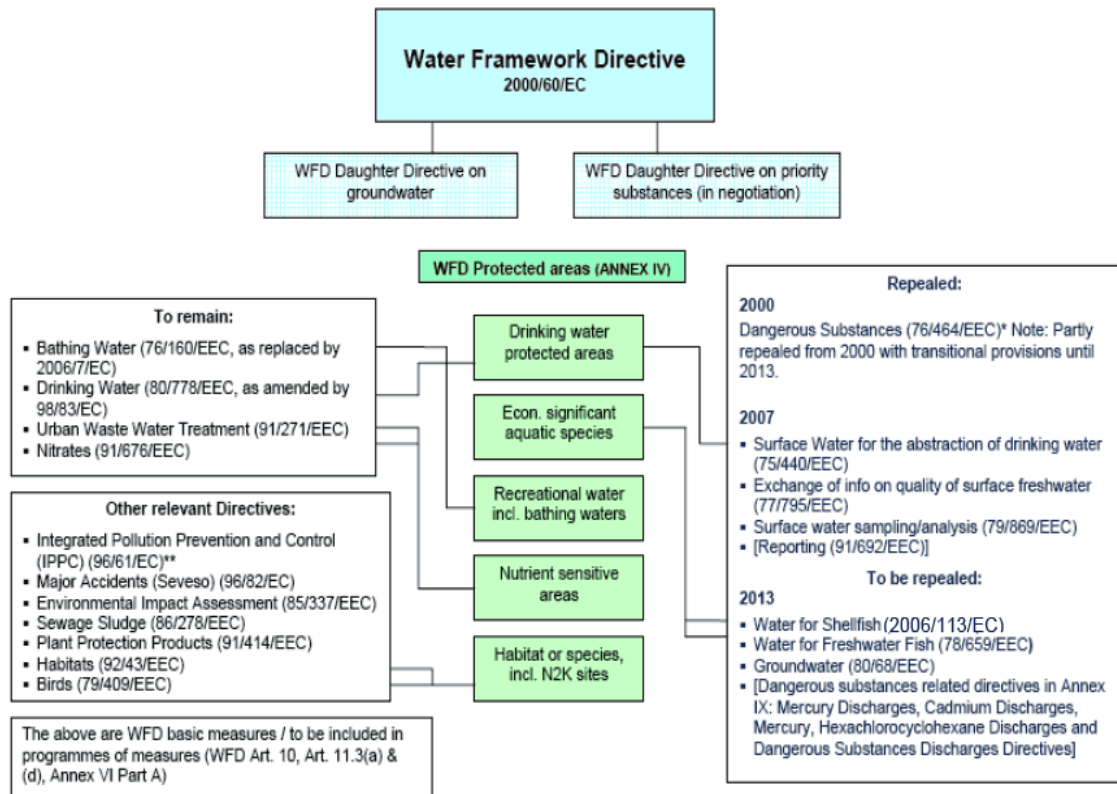 Water Framework Directive
2000/60/EC
WFD Daughter Directive on
groundwater
WFD Daughter Directive on priority
substances (in negotiation)
WFD Protected areas (ANNEX IV)
To remain:
▪ Bathing Water (76/160/EEC, as replaced by
2006/7/EC)
▪ Drinking Water (80/778/EEC, as amended by
98/83/EC)
▪ Urban Waste Water Treatment (91/271/EEC)
▪ Nitrates (91/676/EEC)
Other relevant Directives:
▪ Integrated Pollution Prevention and Control
(IPPC) (96/61/EC)**
▪ Major Accidents (Seveso) (96/82/EC)
▪ Environmental Impact Assessment (85/337/EEC)
▪ Sewage Sludge (86/278/EEC)
▪ Plant Protection Products (91/414/EEC)
▪ Habitats (92/43/EEC)
▪ Birds (79/409/EEC)
The above are WFD basic measures / to be included in
programmes of measures (WFD Art. 10, Art. 11.3(a) &
(d), Annex VI Part A)
Drinking water
protected areas
Econ. significant
aquatic species
Recreational water
incl. bathing waters
Nutrient sensitive
areas
Habitat or species,
incl. N2K sites
Repealed:
2000
Dangerous Substances (76/464/EEC)* Note: Partly
repealed from 2000 with transitional provisions until
2013.
2007
▪ Surface Water for the abstraction of drinking water
(75/440/EEC)
▪ Exchange of info on quality of surface freshwater
(77/795/EEC)
▪ Surface water sampling/analysis (79/869/EEC)
▪ [Reporting (91/692/EEC)]
To be repealed:
2013
▪ Water for Shellfish (2006/113/EC)
▪ Water for Freshwater Fish (78/659/EEC)
▪ Groundwater (80/68/EEC)
▪ [Dangerous substances related directives in Annex
IX: Mercury Discharges, Cadmium Discharges,
Mercury, Hexachlorocyclohexane Discharges and
Dangerous Substances Discharges Directives]